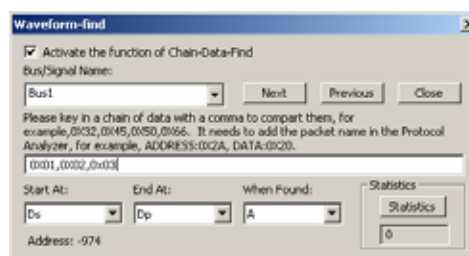 Waveform-find
Activate the function of Chain-Data-Find
Bus/Signal Name:
Bus1 Next Previous Close
Please key in a chain of data with a comma to compart them, for
example,0X32,0X45,0X50,0X66. It needs to add the packet name in the Protocol
Analyzer, for example, ADDRESS:0X2A, DATA:0X20.
0X01,0X02,0x03
Start At: End At: When Found: Statistics
Ds Dp A Statistics
Address: -974 0